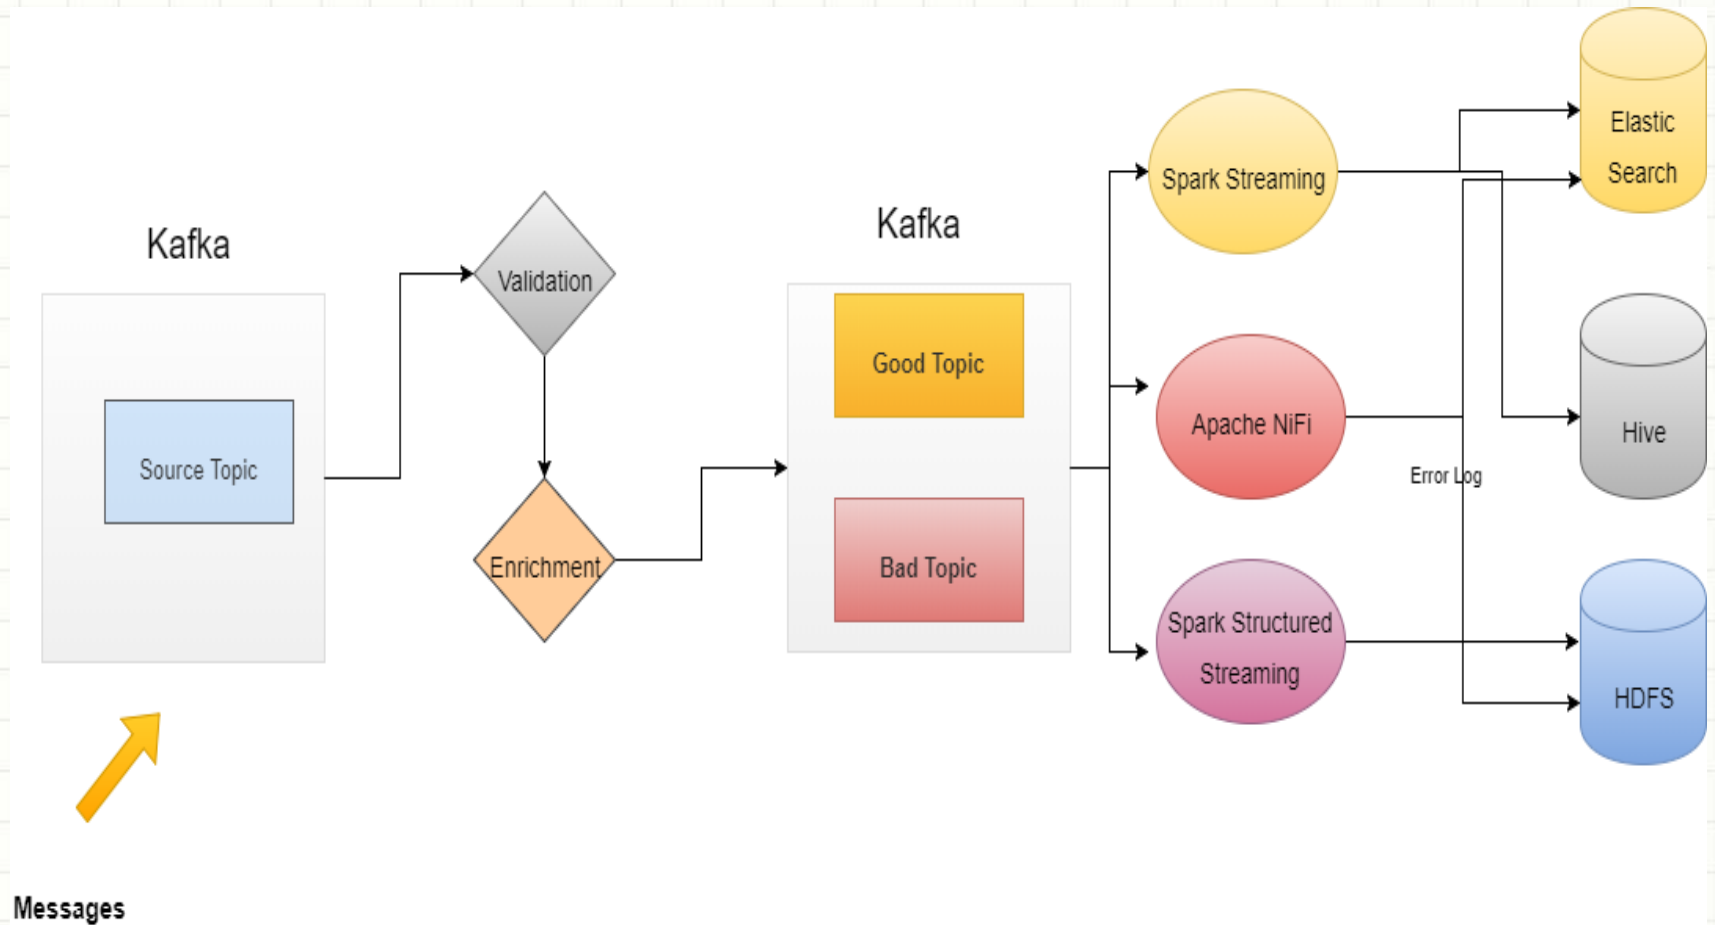 Kafka
Source Topic
Validation
Enrichment
Kafka
Good Topic
Bad Topic
Spark Streaming
Apache NiFi
Spark Structured
Streaming
Error Log
Elastic
Search
Hive
HDFS
Messages